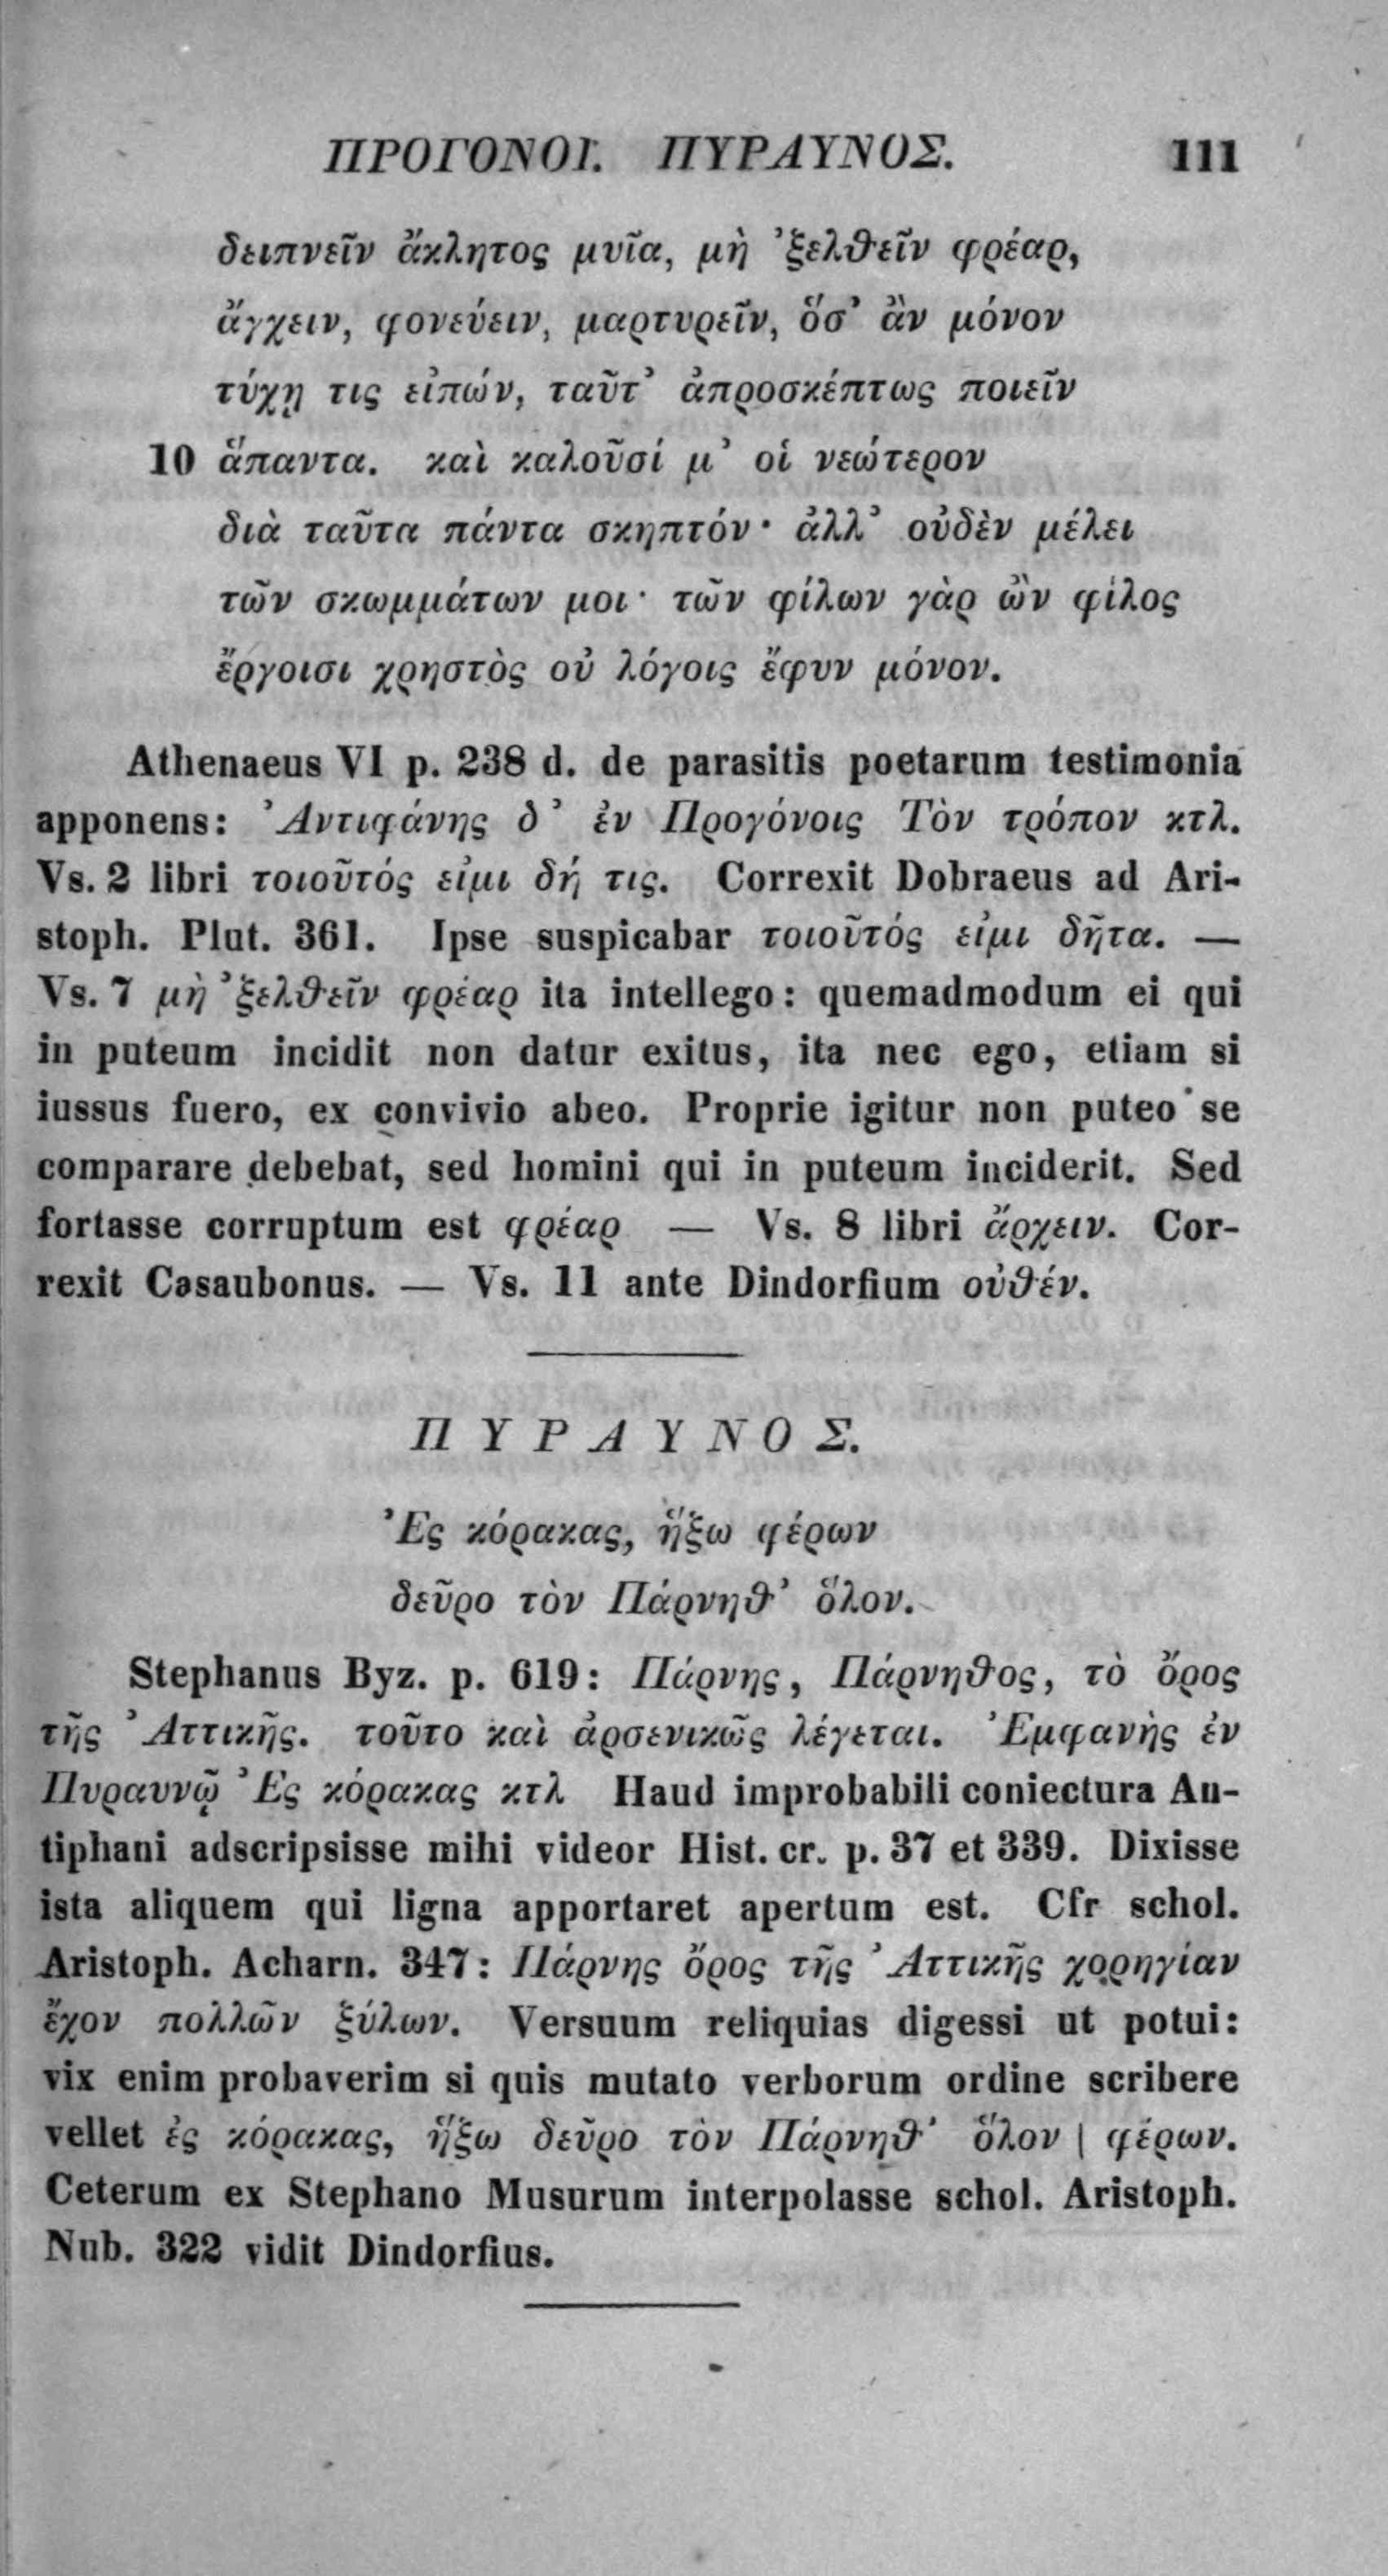 ΠΡΟΓΟΝΟΙ. ΠΥΡΑΥΝΟΣ. 111
δειπνεῖν ἄκλητος μυῖα, μὴ ᾽ξελθεῖν φρέαρ,
ἄγχειν, φονεύειν, μαρτυρεῖν, ὅσ᾽ ἂν μόνον
τύχῃ τις εἰπών, ταῦτ᾽ ἀπροσκέπτως ποιεῖν
10 ἅπαντα. καὶ καλοῦσί μ᾽ οἱ νεώτερον
διὰ ταῦτα πάντα σκηπτόν· ἀλλ᾽ οὐδὲν μέλει
τῶν σκωμμάτων μοι· τῶν φίλων γὰρ ὢν φίλος
ἔργοισι χρηστὸς οὐ λόγοις ἔφυν μόνον.
Athenaeus VI p. 238 d. de parasitis poetarum testimonia
apponens: ᾽Αντιφάνης δ᾽ ἐν Προγόνοις Τὸν τρόπον κτλ.
Vs. 2 libri τοιοῦτός εἰμι δή τις. Correxit Dobraeus ad Ari-
stoph. Plut. 361. Ipse suspicabar τοιοῦτός εἰμι δῆτα. —
Vs. 7 μὴ ᾽ξελθεῖν φρέαρ ita intellego: quemadmodum ei qui
in puteum incidit non datur exitus, ita nec ego, etiam si
iussus fuero, ex convivio abeo. Proprie igitur non puteo se
comparare debebat, sed homini qui in puteum inciderit. Sed
fortasse corruptum est φρέαρ — Vs. 8 libri ἄρχειν. Cor-
rexit Casaubonus. — Vs. 11 ante Dindorfium οὐθέν.
ΠΥΡΑΥΝΟΣ.
᾽Ες κόρακας, ἥξω φέρων
δεῦρο τὸν Πάρνηθ᾽ ὅλον.
Stephanus Byz. p. 619: Πάρνης, Πάρνηθος, τὸ ὄρος
τῆς ᾽Αττικῆς. τοῦτο καὶ ἀρσενικῶς λέγεται. ᾽Εμφανὴς ἐν
Πυραυνῷ ᾽Ες κόρακας κτλ Haud improbabili coniectura An-
tiphani adscripsisse mihi videor Hist. cr. p. 37 et 339. Dixisse
ista aliquem qui ligna apportaret apertum est. Cfr schol.
Aristoph. Acharn. 347: Πάρνης ὄρος τῆς ᾽Αττικῆς χορηγίαν
ἔχον πολλῶν ξύλων. Versuum reliquias digessi ut potui:
vix enim probaverim si quis mutato verborum ordine scribere
vellet ἐς κόρακας, ἥξω δεῦρο τὸν Πάρνηθ᾽ ὅλον | φέρων.
Ceterum ex Stephano Musurum interpolasse schol. Aristoph.
Nub. 322 vidit Dindorfius.